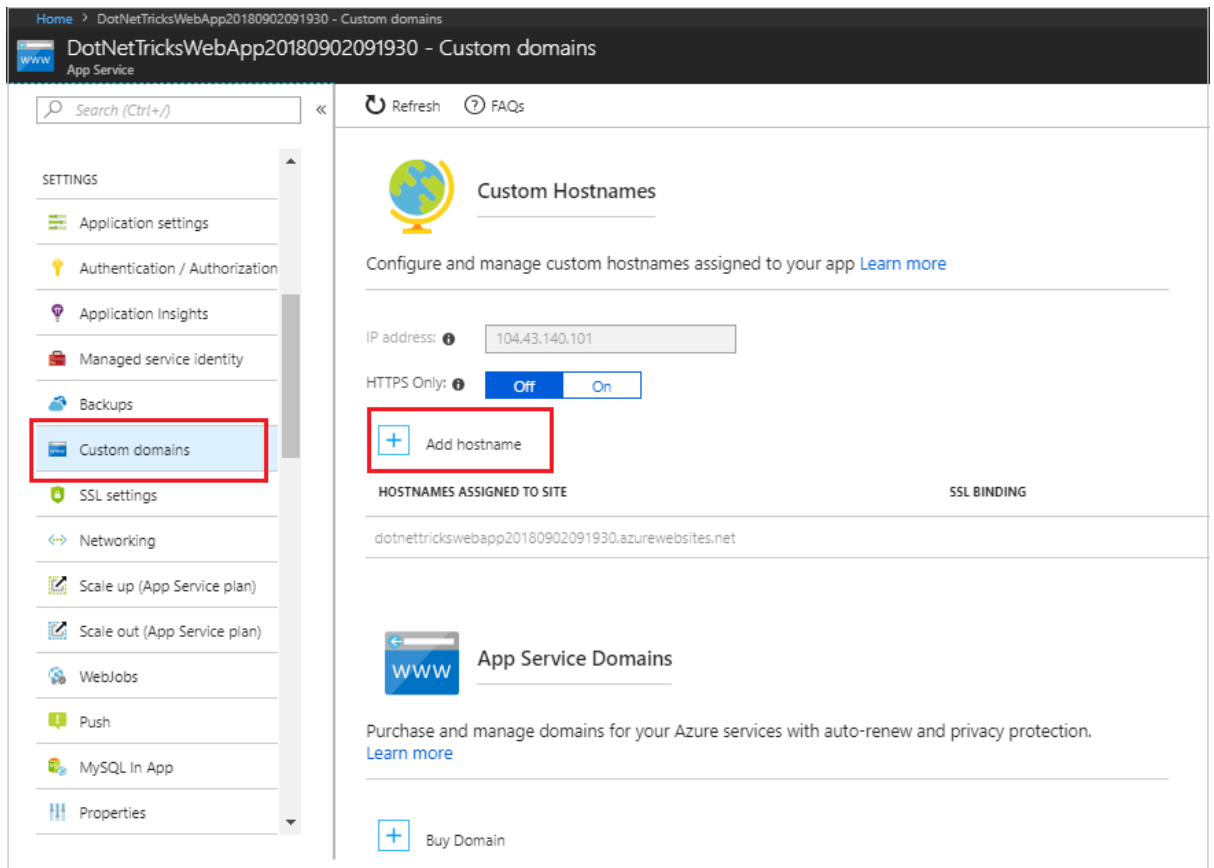 Home > DotNetTricksWebApp20180902091930 - Custom domains
DotNetTricksWebApp20180902091930 - Custom domains
www
App Service
Search (Ctrl+/)
«
SETTINGS
Application settings
Authentication / Authorization
Application Insights
Managed service identity
Backups
Custom domains
SSL settings
Networking
Scale up (App Service plan)
Scale out (App Service plan)
WebJobs
Push
MySQL In App
Properties
Refresh
FAQs
Custom Hostnames
Configure and manage custom hostnames assigned to your app Learn more
IP address: 104.43.140.101
HTTPS Only: Off On
Add hostname
HOSTNAMES ASSIGNED TO SITE SSL BINDING
dotnettrickswebapp20180902091930.azurewebsites.net
www
App Service Domains
Purchase and manage domains for your Azure services with auto-renew and privacy protection.
Learn more
Buy Domain